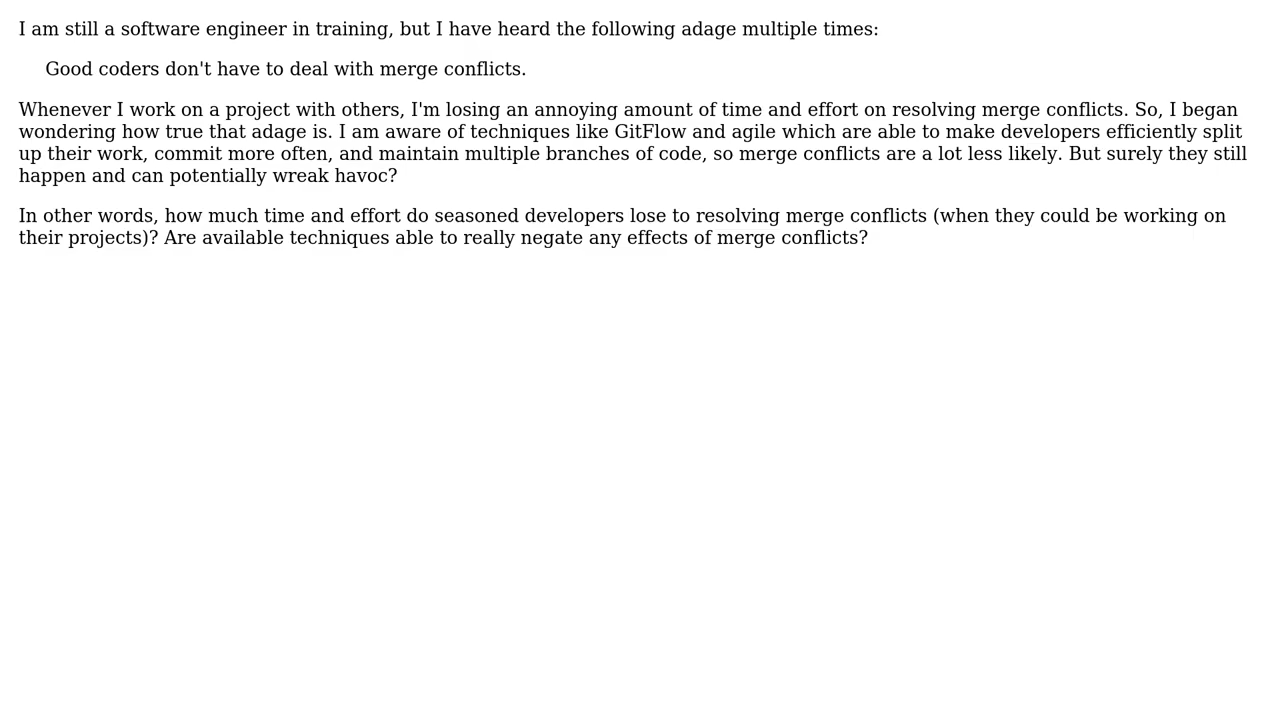 I am still a software engineer in training, but I have heard the following adage multiple times:
Good coders don't have to deal with merge conflicts.
Whenever I work on a project with others, I'm losing an annoying amount of time and effort on resolving merge conflicts. So, I began
wondering how true that adage is. I am aware of techniques like GitFlow and agile which are able to make developers efficiently split
up their work, commit more often, and maintain multiple branches of code, so merge conflicts are a lot less likely. But surely they still
happen and can potentially wreak havoc?
In other words, how much time and effort do seasoned developers lose to resolving merge conflicts (when they could be working on
their projects)? Are available techniques able to really negate any effects of merge conflicts?